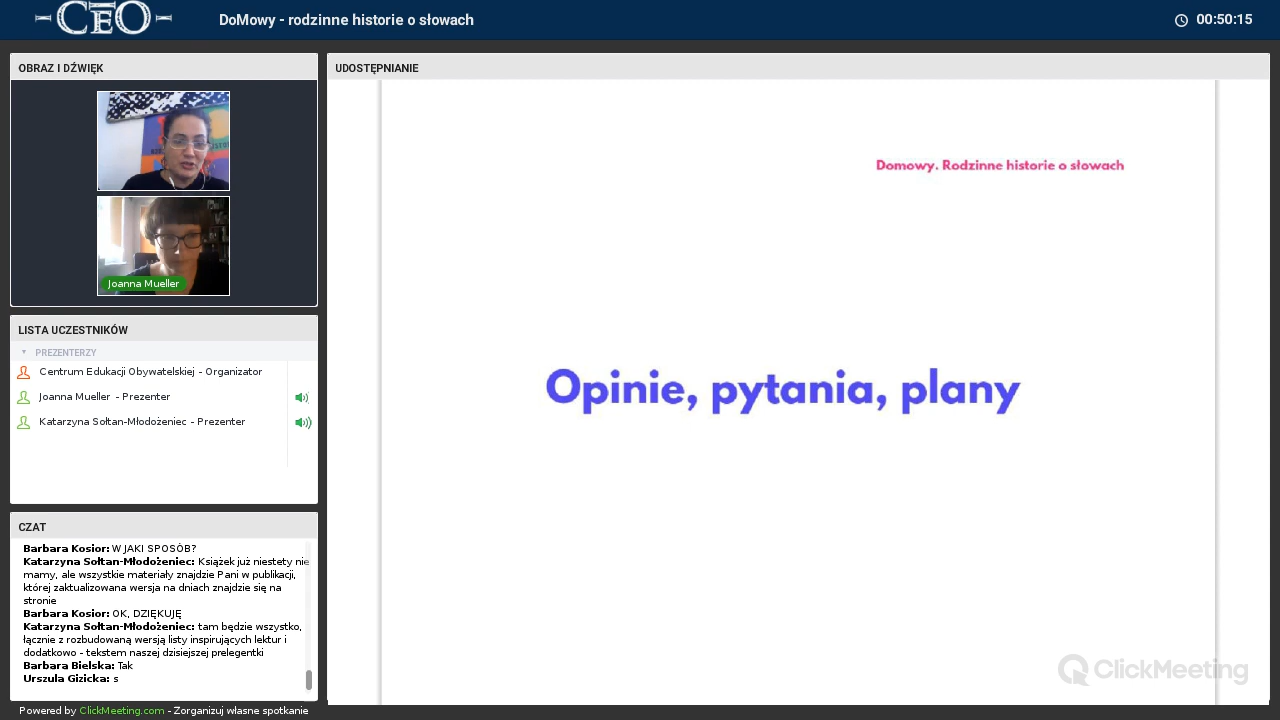 CEO
DoMowy - rodzinne historie o słowach
00:50:15
OBRAZ I DŹWIĘK
Joanna Mueller
LISTA UCZESTNIKÓW
PREZENTERZY
Centrum Edukacji Obywatelskiej - Organizator
Joanna Mueller - Prezenter
Katarzyna Sołtan-Młodożeniec - Prezenter
CZAT
Barbara Kosior: W JAKI SPOSÓB?
Katarzyna Sołtan-Młodożeniec: Książek już niestety nie
mamy, ale wszystkie materiały znajdzie Pani w publikacji,
której zaktualizowana wersja na dniach znajdzie się na
stronie
Barbara Kosior: OK, DZIĘKUJĘ
Katarzyna Sołtan-Młodożeniec: tam będzie wszystko,
łącznie z rozbudowaną wersją listy inspirujących lektur i
dodatkowo - tekstem naszej dzisiejszej prelegentki
Barbara Bielska: Tak
Urszula Gizicka: s
Powered by ClickMeeting.com - Zorganizuj własne spotkanie
UDOSTĘPNIANIE
Domowy. Rodzinne historie o słowach
Opinie, pytania, plany
ClickMeeting